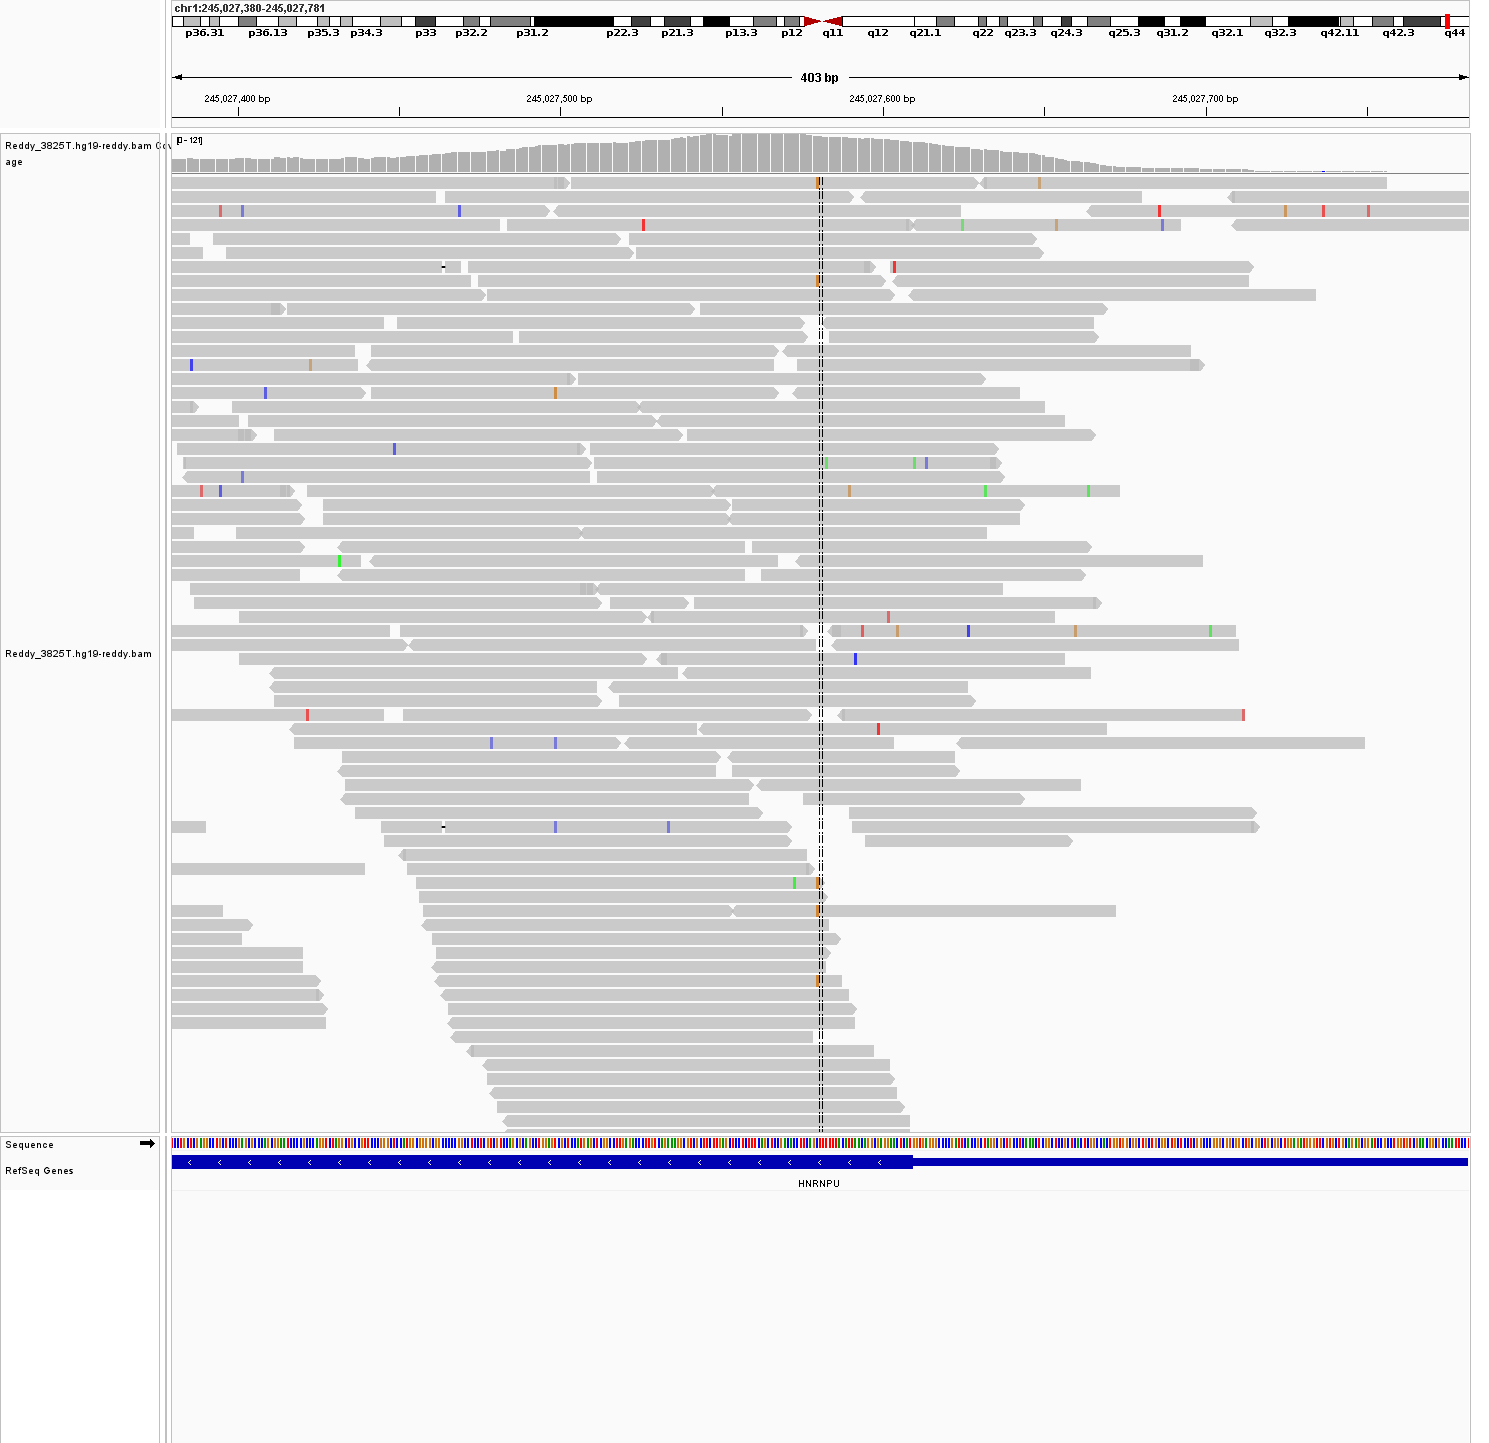 chr1:245,027,380-245,027,781
p36.31 p36.13 p35.3 p34.3 p33 p32.2 p31.2 p22.3 p21.3 p13.3 p12 q11 q12 q21.1 q22 q23.3 q24.3 q25.3 q31.2 q32.1 q32.3 q42.11 q42.3 q44
403 bp
245,027,400 bp 245,027,500 bp 245,027,600 bp 245,027,700 bp
Reddy_3825T.hg19-reddy.bam
age
[0 - 121]
Reddy_3825T.hg19-reddy.bam
Sequence
RefSeq Genes
HNRNPU